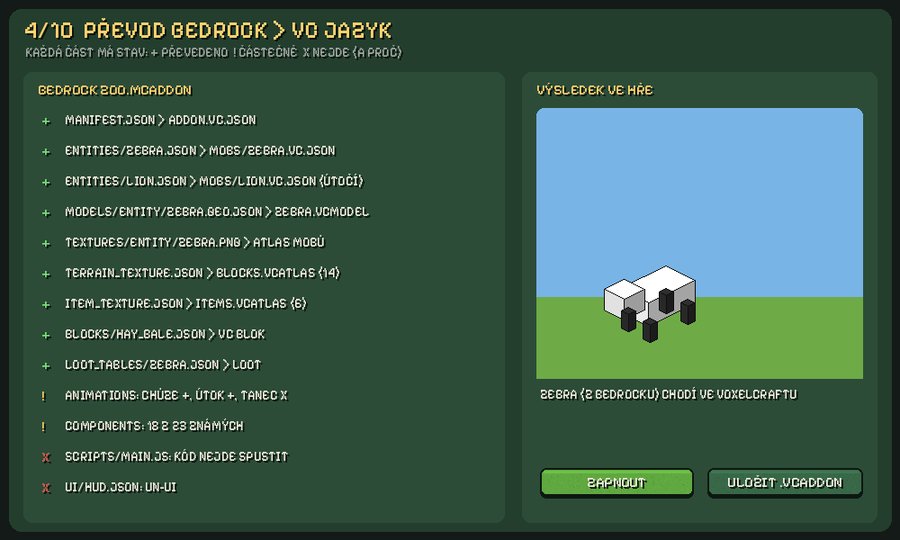 4/10 PŘEVOD BEDROCK > VC JAZYK
KAŽDÁ ČÁST MÁ STAV: + PŘEVEDENO ! ČÁSTEČNĚ X NEJDE (A PROČ)
BEDROCK ZOO.MCADDON
+ MANIFEST.JSON > ADDON.VC.JSON
+ ENTITIES/ZEBRA.JSON > MOBS/ZEBRA.VC.JSON
+ ENTITIES/LION.JSON > MOBS/LION.VC.JSON (ÚTOČÍ)
+ MODELS/ENTITY/ZEBRA.GEO.JSON > ZEBRA.VCMODEL
+ TEXTURES/ENTITY/ZEBRA.PNG > ATLAS MOBŮ
+ TERRAIN_TEXTURE.JSON > BLOCKS.VCATLAS (14)
+ ITEM_TEXTURE.JSON > ITEMS.VCATLAS (6)
+ BLOCKS/HAY_BALE.JSON > VC BLOK
+ LOOT_TABLES/ZEBRA.JSON > LOOT
! ANIMATIONS: CHŮZE +, ÚTOK +, TANEC X
! COMPONENTS: 18 Z 23 ZNÁMÝCH
X SCRIPTS/MAIN.JS: KÓD NEJDE SPUSTIT
X UI/HUD.JSON: UN-UI
VÝSLEDEK VE HŘE
ZEBRA (Z BEDROCKU) CHODÍ VE VOXELCRAFTU
ZAPNOUT
ULOŽIT .VCADDON